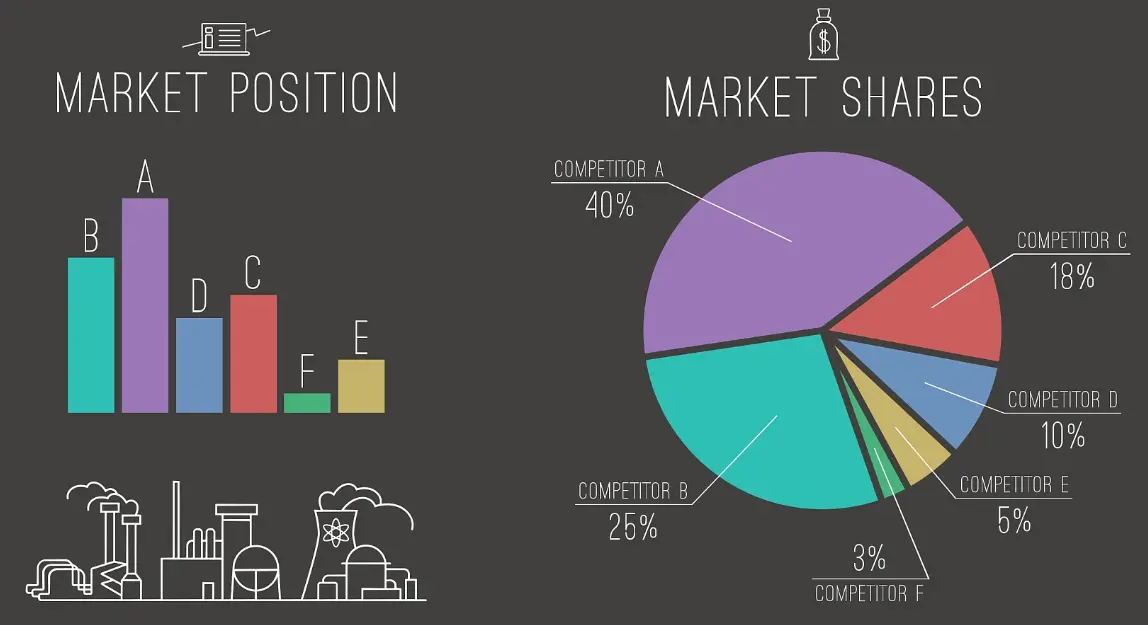 MARKET POSITION
B
A
D
C
F
E
MARKET SHARES
$
COMPETITOR A
40%
COMPETITOR C
18%
COMPETITOR D
10%
COMPETITOR E
5%
COMPETITOR B
25%
3%
COMPETITOR F